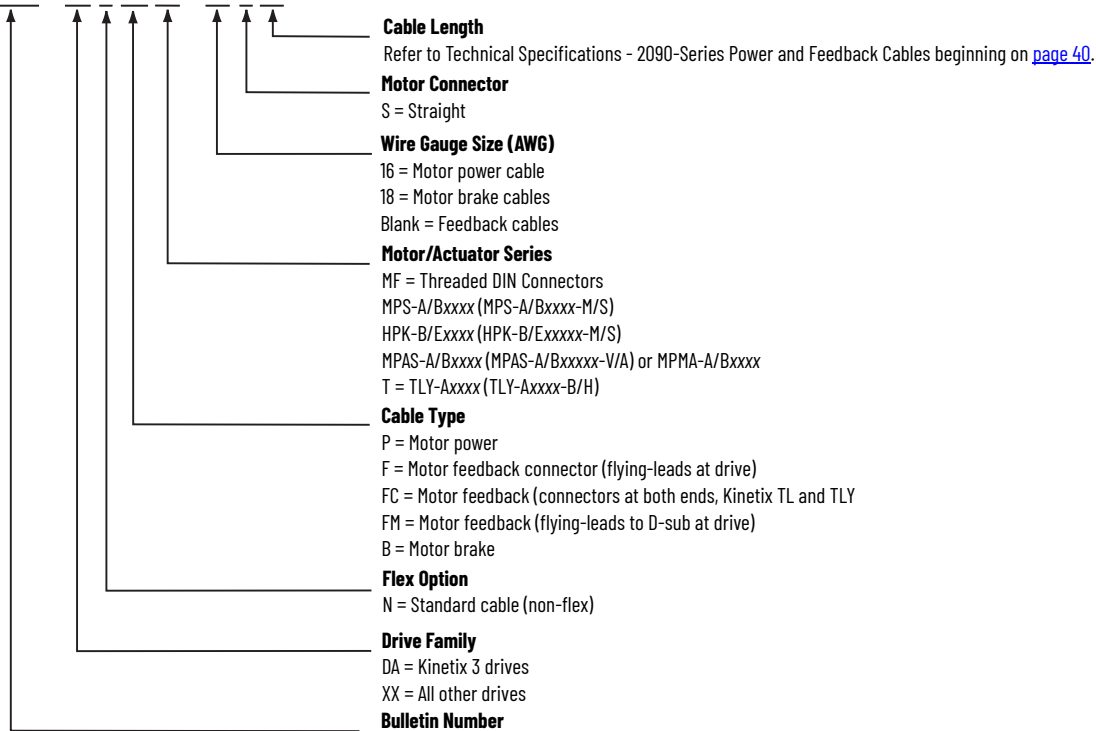 Cable Length
Refer to Technical Specifications - 2090-Series Power and Feedback Cables beginning on page 40.
Motor Connector
S = Straight
Wire Gauge Size (AWG)
16 = Motor power cable
18 = Motor brake cables
Blank = Feedback cables
Motor/Actuator Series
MF = Threaded DIN Connectors
MPS-A/Bxxxx (MPS-A/Bxxxx-M/S)
HPK-B/Exxxx (HPK-B/Exxxxx-M/S)
MPAS-A/Bxxxx (MPAS-A/Bxxxxx-V/A) or MPMA-A/Bxxxx
T = TLY-Axxxx (TLY-Axxxx-B/H)
Cable Type
P = Motor power
F = Motor feedback connector (flying-leads at drive)
FC = Motor feedback (connectors at both ends, Kinetix TL and TLY
FM = Motor feedback (flying-leads to D-sub at drive)
B = Motor brake
Flex Option
N = Standard cable (non-flex)
Drive Family
DA = Kinetix 3 drives
XX = All other drives
Bulletin Number